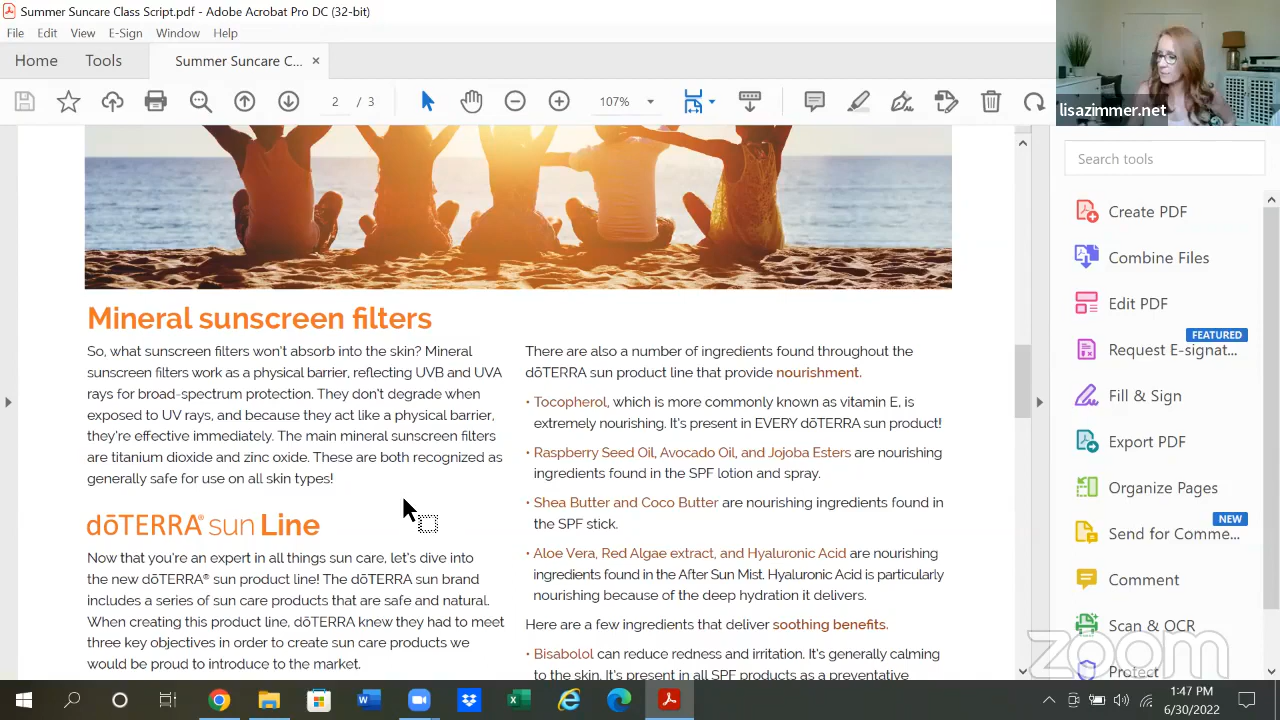 Summer Suncare Class Script.pdf - Adobe Acrobat Pro DC (32-bit)
File Edit View E-Sign Window Help
Home Tools Summer Suncare C... ×
2 / 3 107%
lisazimmer.net
Mineral sunscreen filters
So, what sunscreen filters won't absorb into the skin? Mineral
sunscreen filters work as a physical barrier, reflecting UVB and UVA
rays for broad-spectrum protection. They don't degrade when
exposed to UV rays, and because they act like a physical barrier,
they're effective immediately. The main mineral sunscreen filters
are titanium dioxide and zinc oxide. These are both recognized as
generally safe for use on all skin types!
dōTERRA® sun Line
Now that you're an expert in all things sun care, let's dive into
the new dōTERRA® sun product line! The dōTERRA sun brand
includes a series of sun care products that are safe and natural.
When creating this product line, dōTERRA knew they had to meet
three key objectives in order to create sun care products we
would be proud to introduce to the market.
There are also a number of ingredients found throughout the
dōTERRA sun product line that provide nourishment.
• Tocopherol, which is more commonly known as vitamin E, is
extremely nourishing. It's present in EVERY dōTERRA sun product!
• Raspberry Seed Oil, Avocado Oil, and Jojoba Esters are nourishing
ingredients found in the SPF lotion and spray.
• Shea Butter and Coco Butter are nourishing ingredients found in
the SPF stick.
• Aloe Vera, Red Algae extract, and Hyaluronic Acid are nourishing
ingredients found in the After Sun Mist. Hyaluronic Acid is particularly
nourishing because of the deep hydration it delivers.
Here are a few ingredients that deliver soothing benefits.
• Bisabolol can reduce redness and irritation. It's generally calming
to the skin. It's present in all SPF products as a preventative
Search tools
Create PDF
Combine Files
Edit PDF
FEATURED
Request E-signat...
Fill & Sign
Export PDF
Organize Pages
NEW
Send for Comme...
Comment
Scan & OCR
Protect
zoom
1:47 PM
6/30/2022